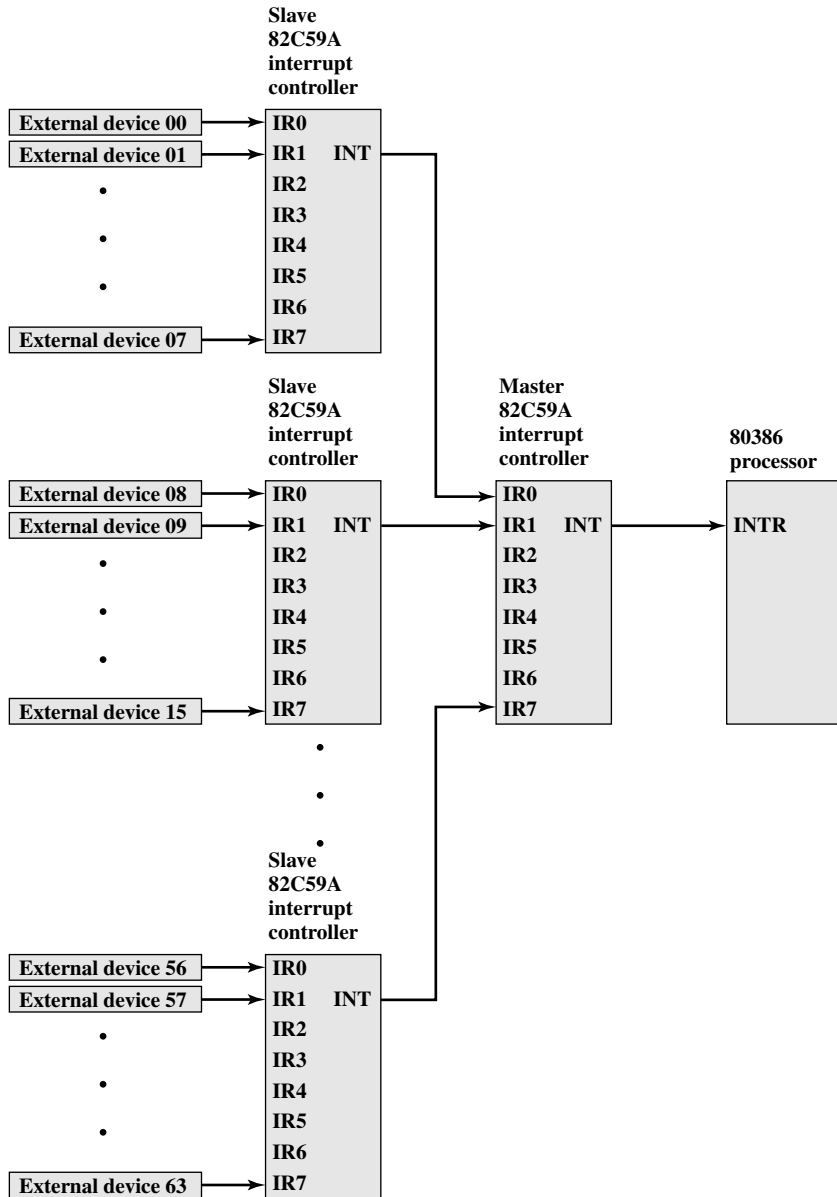 Slave
82C59A
interrupt
controller
External device 00
External device 01
External device 07
IR0
IR1 INT
IR2
IR3
IR4
IR5
IR6
IR7
Slave
82C59A
interrupt
controller
External device 08
External device 09
External device 15
IR0
IR1 INT
IR2
IR3
IR4
IR5
IR6
IR7
Master
82C59A
interrupt
controller
IR0
IR1 INT
IR2
IR3
IR4
IR5
IR6
IR7
80386
processor
INTR
Slave
82C59A
interrupt
controller
External device 56
External device 57
External device 63
IR0
IR1 INT
IR2
IR3
IR4
IR5
IR6
IR7